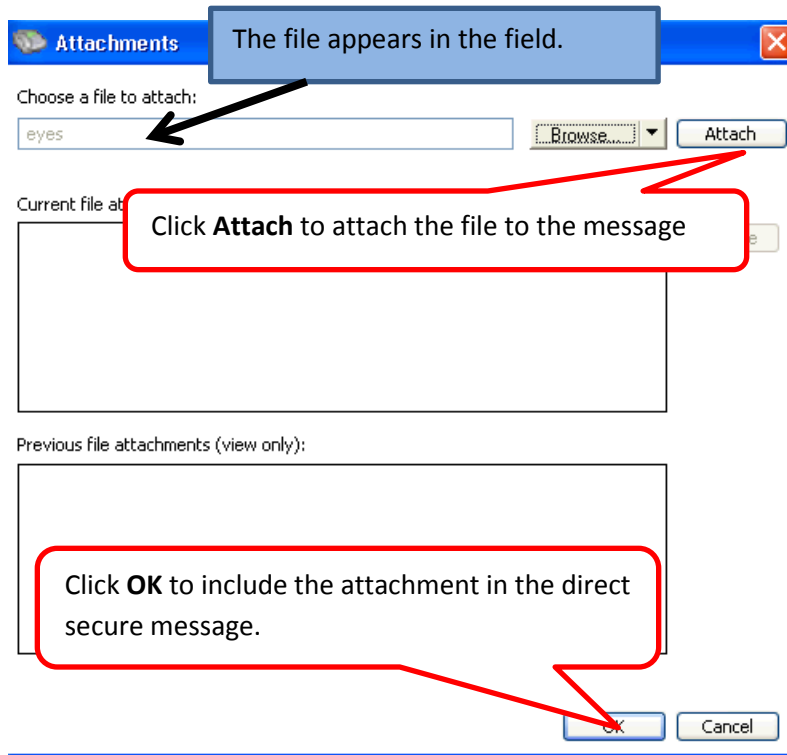 Attachments
The file appears in the field.
Choose a file to attach:
eyes
Browse...
Attach
Current file at
Click Attach to attach the file to the message
e
Previous file attachments (view only):
Click OK to include the attachment in the direct
secure message.
OK
Cancel